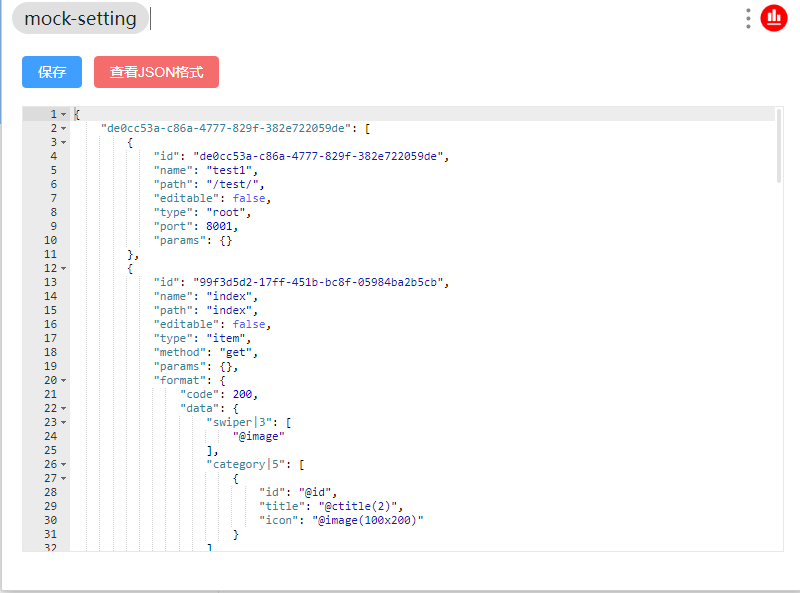 mock-setting
保存 查看JSON格式
1 {
2 "de0cc53a-c86a-4777-829f-382e722059de": [
3 {
4 "id": "de0cc53a-c86a-4777-829f-382e722059de",
5 "name": "test1",
6 "path": "/test/",
7 "editable": false,
8 "type": "root",
9 "port": 8001,
10 "params": {}
11 },
12 {
13 "id": "99f3d5d2-17ff-451b-bc8f-05984ba2b5cb",
14 "name": "index",
15 "path": "index",
16 "editable": false,
17 "type": "item",
18 "method": "get",
19 "params": {},
20 "format": {
21 "code": 200,
22 "data": {
23 "swiper|3": [
24 "@image"
25 ],
26 "category|5": [
27 {
28 "id": "@id",
29 "title": "@ctitle(2)",
30 "icon": "@image(100x200)"
31 }
32 ]